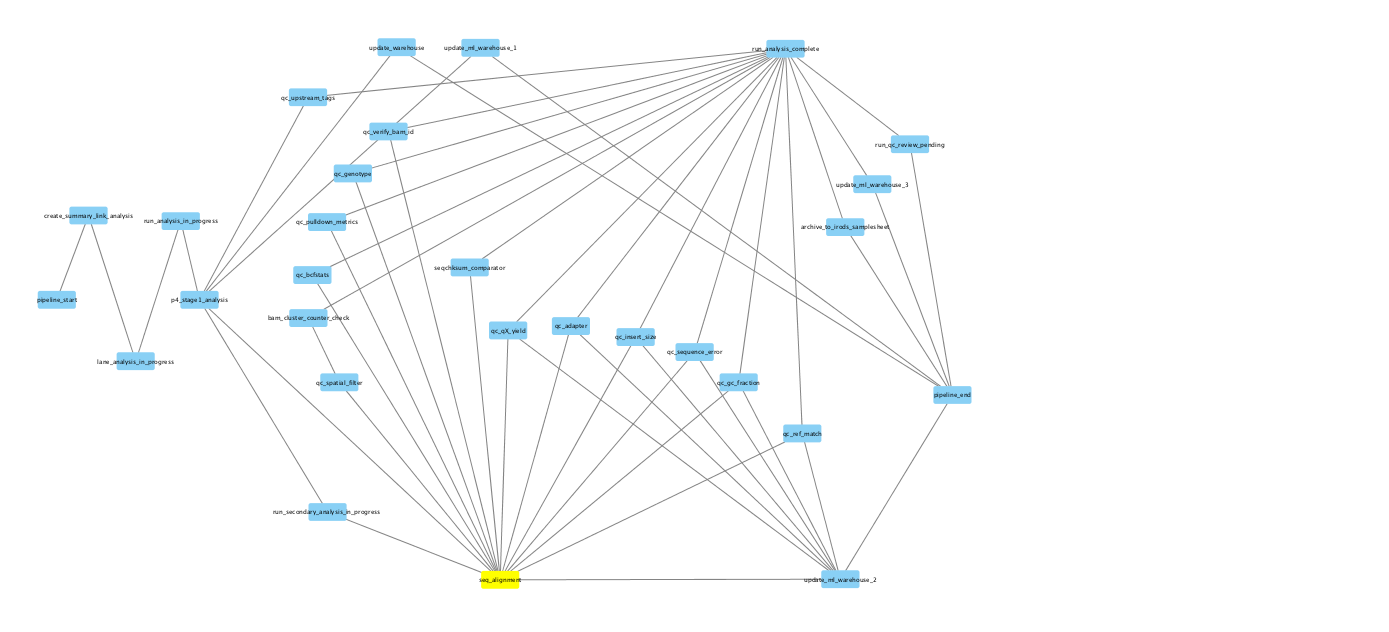 update_warehouse
update_ml_warehouse_1
run_analysis_complete
qc_upstream_tags
qc_verify_bam_id
run_qc_review_pending
qc_genotype
update_ml_warehouse_3
create_summary_link_analysis
run_analysis_in_progress
qc_pulldown_metrics
archive_to_irods_samplesheet
seqchksum_comparator
qc_bcfstats
pipeline_start
p4_stage1_analysis
bam_cluster_counter_check
qc_qX_yield
qc_adapter
qc_insert_size
qc_sequence_error
lane_analysis_in_progress
qc_spatial_filter
qc_gc_fraction
pipeline_end
qc_ref_match
run_secondary_analysis_in_progress
seq_alignment
update_ml_warehouse_2